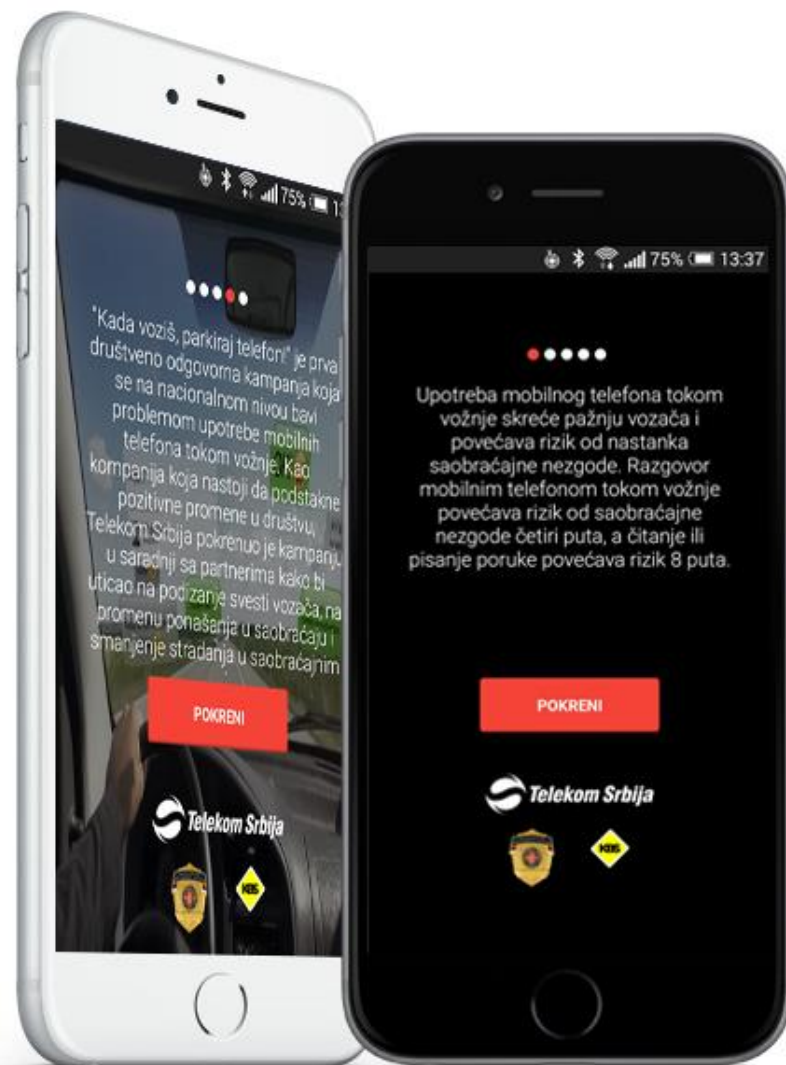 75% 13
"Kada voziš, parkiraj telefon!" je prva
društveno odgovorna kampanja koja
se na nacionalnom nivou bavi
problemom upotrebe mobilnih
telefona tokom vožnje. Kao
kompanija koja nastoji da podstakne
pozitivne promene u društvu,
Telekom Srbija pokrenuo je kampanju
u saradnji sa partnerima kako bi
uticao na podizanje svesti vozača, na
promenu ponašanja u saobraćaju i
smanjenje stradanja u saobraćajnim
POKRENI
Telekom Srbija
KBS
75% 13:37
Upotreba mobilnog telefona tokom
vožnje skreće pažnju vozača i
povećava rizik od nastanka
saobraćajne nezgode. Razgovor
mobilnim telefonom tokom vožnje
povećava rizik od saobraćajne
nezgode četiri puta, a čitanje ili
pisanje poruke povećava rizik 8 puta.
POKRENI
Telekom Srbija
KBS